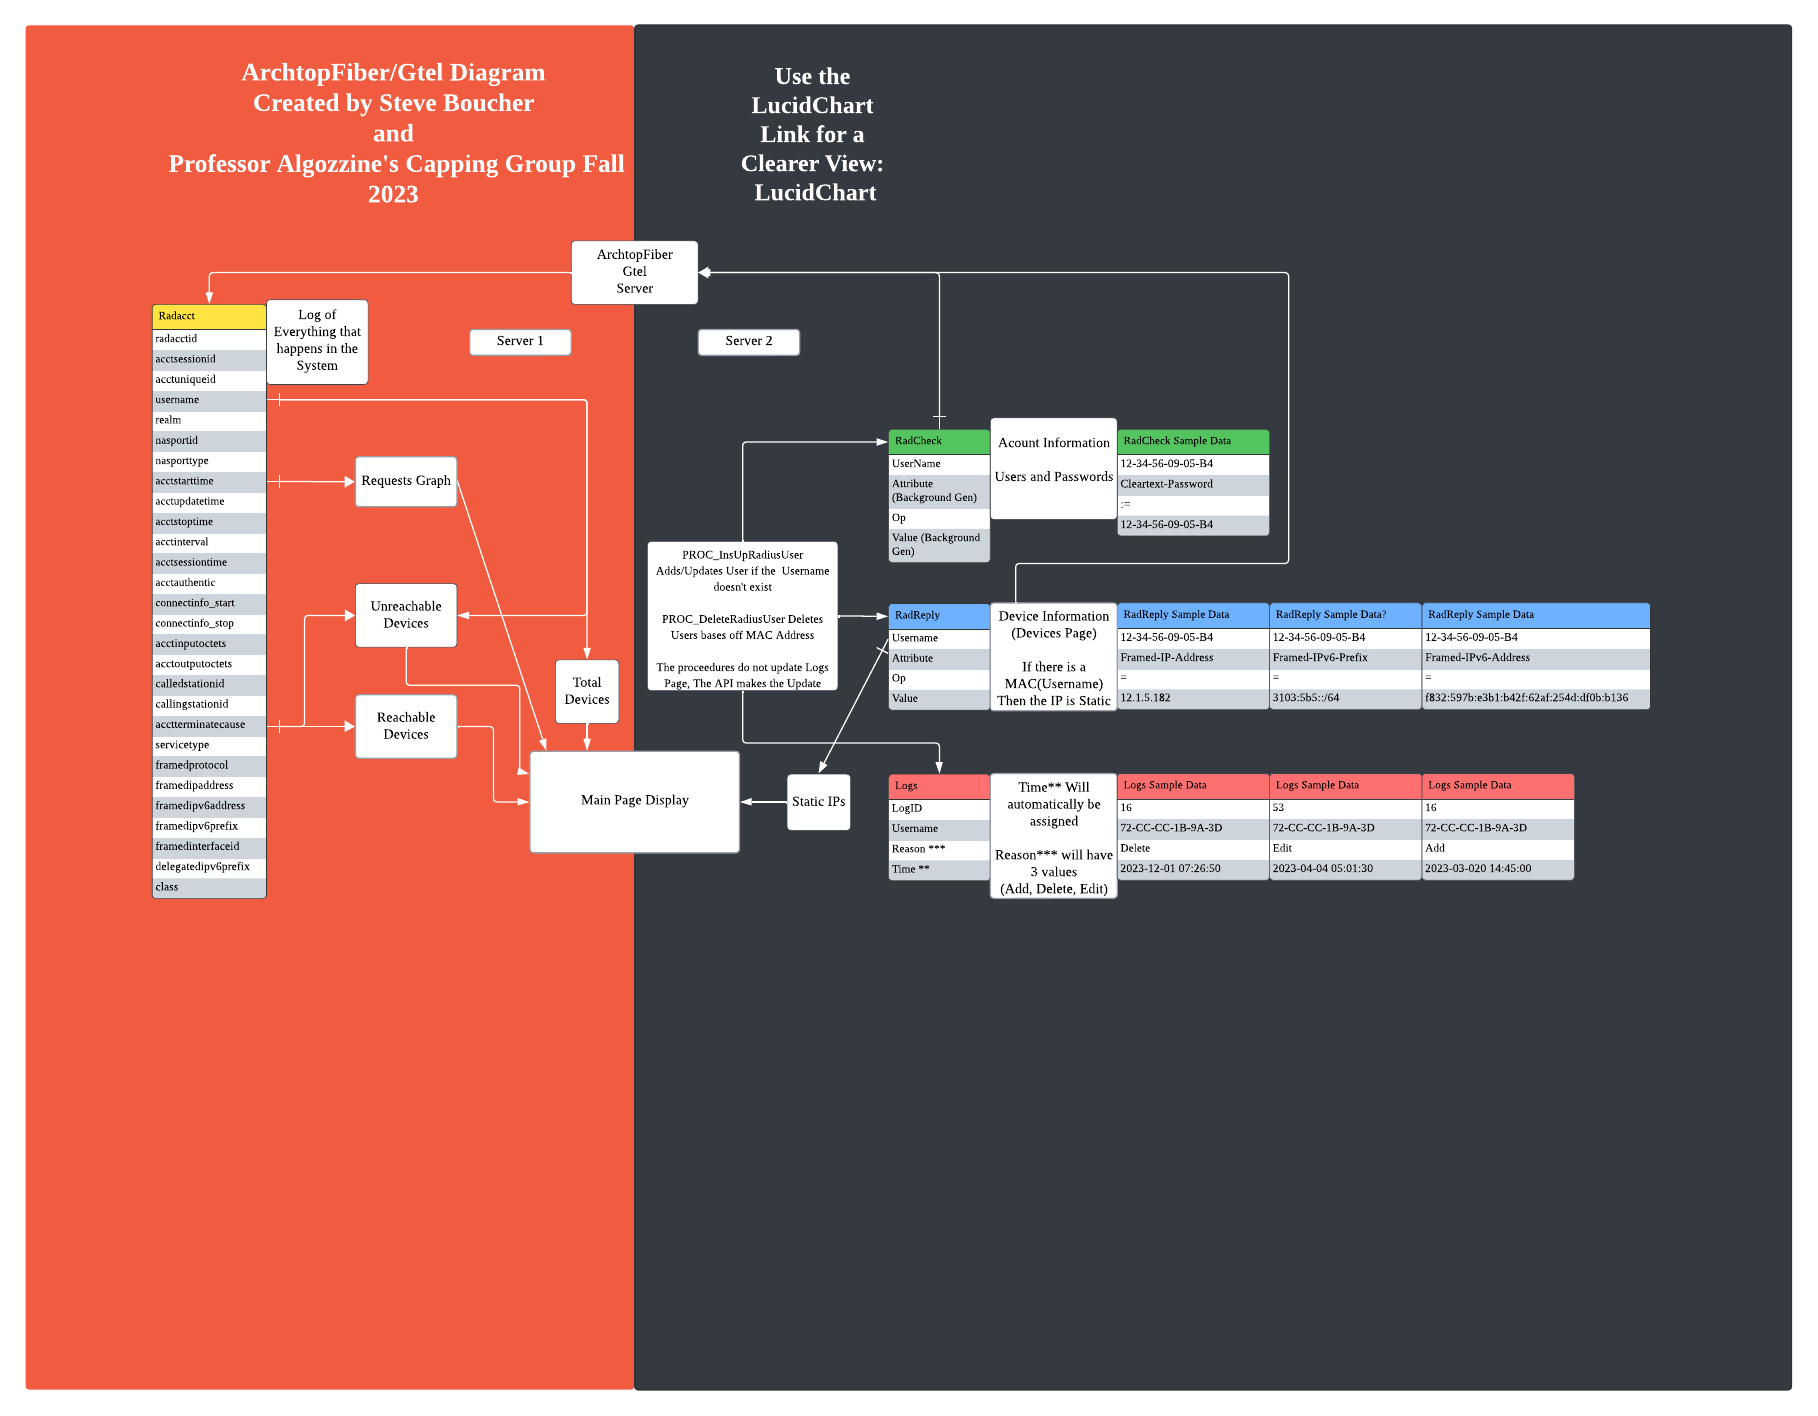 ArchtopFiber/Gtel Diagram
Created by Steve Boucher
and
Professor Algozzine's Capping Group Fall
2023
Use the
LucidChart
Link for a
Clearer View:
LucidChart
ArchtopFiber
Gtel
Server
Server 1
Server 2
Radacct
radacctid
acctsessionid
acctuniqueid
username
realm
nasportid
nasporttype
acctstarttime
acctupdatetime
acctstoptime
acctinterval
acctsessiontime
acctauthentic
connectinfo_start
connectinfo_stop
acctinputoctets
acctoutputoctets
calledstationid
callingstationid
acctterminatecause
servicetype
framedprotocol
framedipaddress
framedipv6address
framedipv6prefix
framedinterfaceid
delegatedipv6prefix
class
Log of
Everything that
happens in the
System
Requests Graph
Unreachable
Devices
Reachable
Devices
Total
Devices
Main Page Display
Static IPs
PROC_InsUpRadiusUser
Adds/Updates User if the  Username
doesn't exist
PROC_DeleteRadiusUser Deletes
Users bases off MAC Address
The proceedures do not update Logs
Page, The API makes the Update
RadCheck
UserName
Attribute
(Background Gen)
Op
Value (Background
Gen)
Acount Information
Users and Passwords
RadCheck Sample Data
12-34-56-09-05-B4
Cleartext-Password
:=
12-34-56-09-05-B4
RadReply
Username
Attribute
Op
Value
Device Information
(Devices Page)
If there is a
MAC(Username)
Then the IP is Static
RadReply Sample Data
12-34-56-09-05-B4
Framed-IP-Address
=
12.1.5.182
RadReply Sample Data?
12-34-56-09-05-B4
Framed-IPv6-Prefix
=
3103:5b5::/64
RadReply Sample Data
12-34-56-09-05-B4
Framed-IPv6-Address
=
f832:597b:e3b1:b42f:62af:254d:df0b:b136
Logs
LogID
Username
Reason ***
Time **
Time** Will
automatically be
assigned
Reason*** will have
3 values
(Add, Delete, Edit)
Logs Sample Data
16
72-CC-CC-1B-9A-3D
Delete
2023-12-01 07:26:50
Logs Sample Data
53
72-CC-CC-1B-9A-3D
Edit
2023-04-04 05:01:30
Logs Sample Data
16
72-CC-CC-1B-9A-3D
Add
2023-03-020 14:45:00